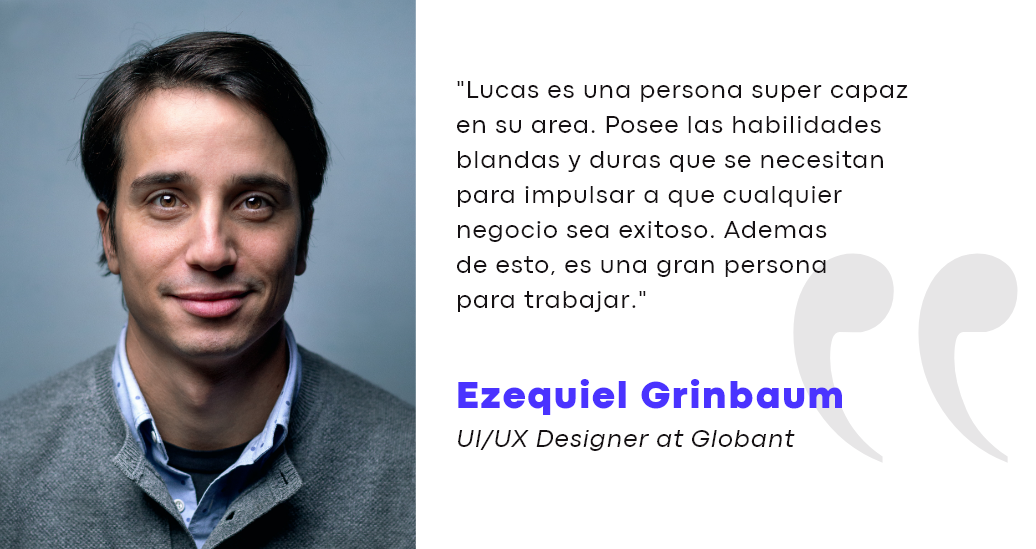 "Lucas es una persona super capaz
en su area. Posee las habilidades
blandas y duras que se necesitan
para impulsar a que cualquier
negocio sea exitoso. Ademas
de esto, es una gran persona
para trabajar."
Ezequiel Grinbaum
UI/UX Designer at Globant